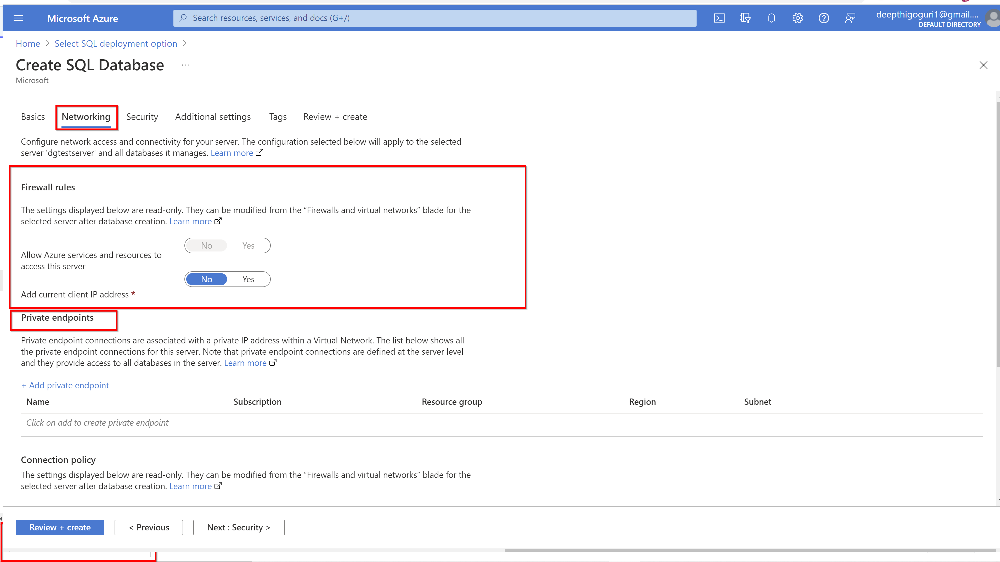 Microsoft Azure
Search resources, services, and docs (G+/)
deepthigoguri1@gmail....
DEFAULT DIRECTORY
Home > Select SQL deployment option >
Create SQL Database ...
Microsoft
Basics Networking Security Additional settings Tags Review + create
Configure network access and connectivity for your server. The configuration selected below will apply to the selected
server 'dgtestserver' and all databases it manages. Learn more
Firewall rules
The settings displayed below are read-only. They can be modified from the “Firewalls and virtual networks” blade for the
selected server after database creation. Learn more
No Yes
Allow Azure services and resources to
access this server
No Yes
Add current client IP address *
Private endpoints
Private endpoint connections are associated with a private IP address within a Virtual Network. The list below shows all
the private endpoint connections for this server. Note that private endpoint connections are defined at the server level
and they provide access to all databases in the server. Learn more
+ Add private endpoint
Name Subscription Resource group Region Subnet
Click on add to create private endpoint
Connection policy
The settings displayed below are read-only. They can be modified from the “Firewalls and virtual networks” blade for the
selected server after database creation. Learn more
Review + create < Previous Next : Security >